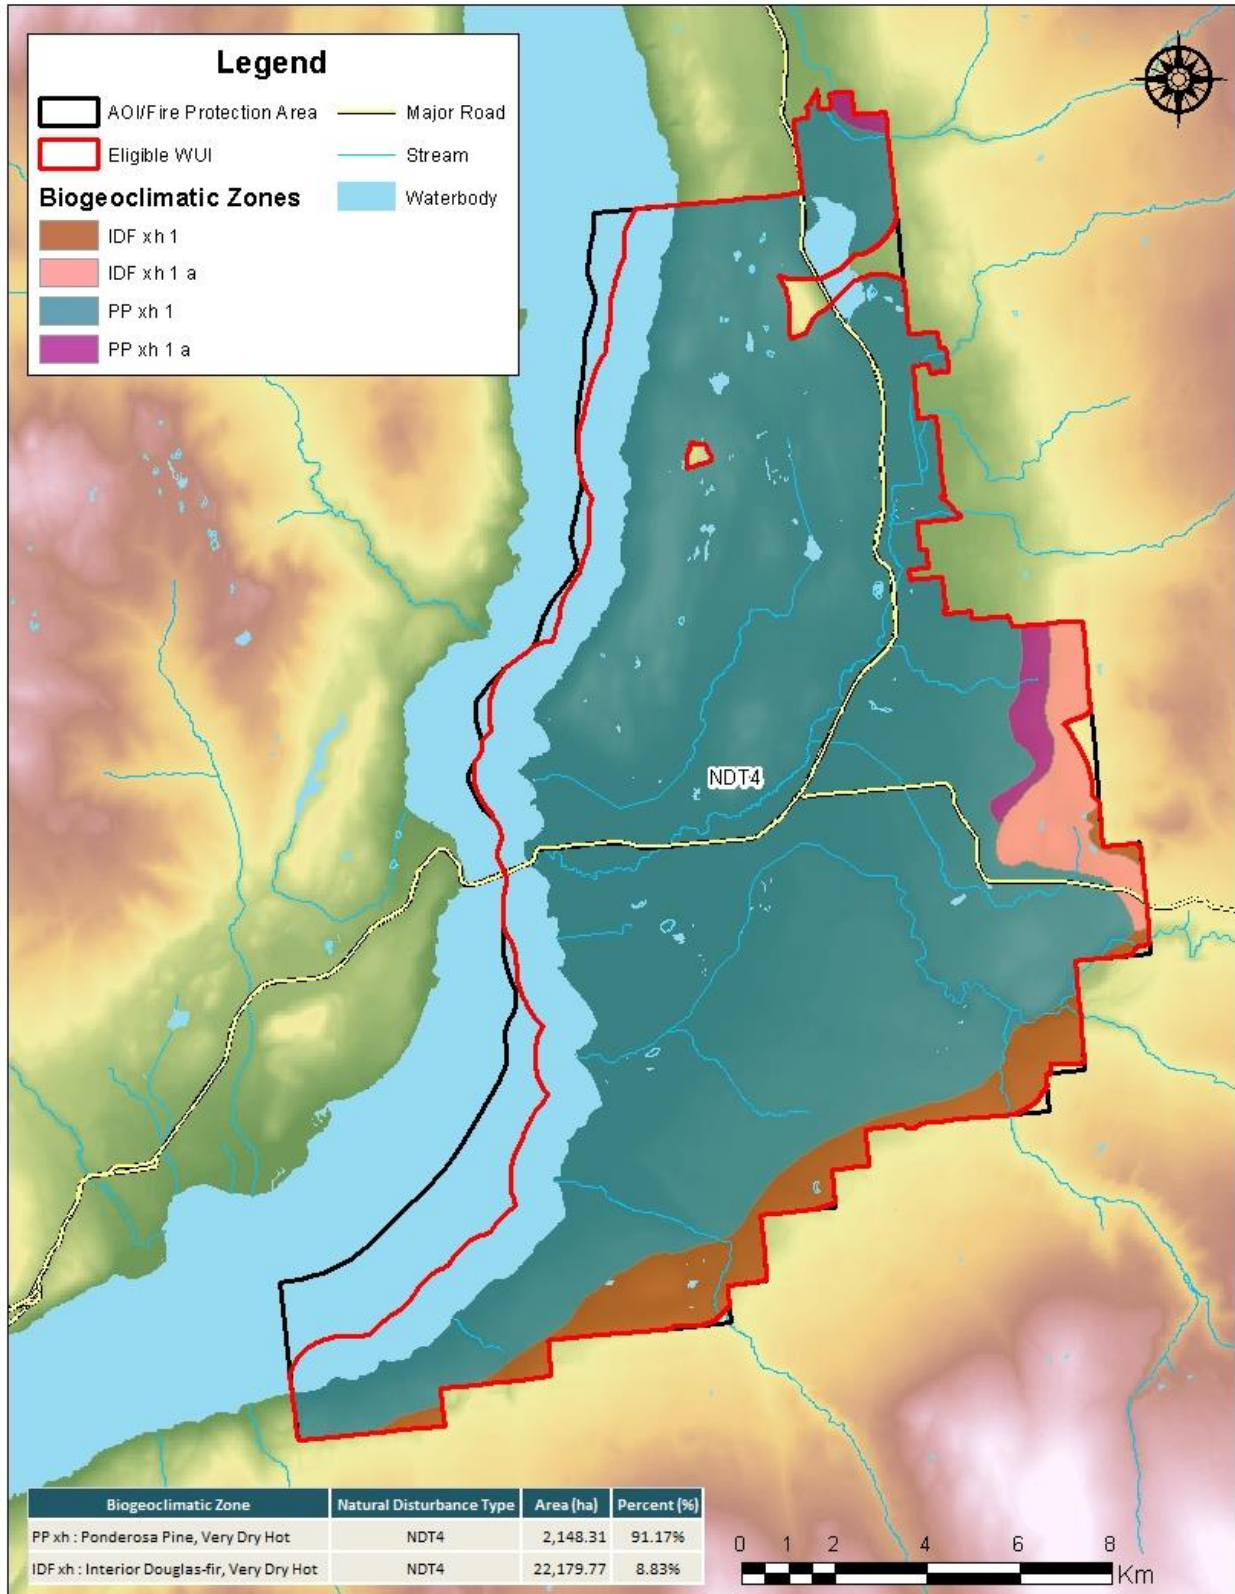 Legend
AOI/Fire Protection Area
Major Road
Eligible WUI
Stream
Biogeoclimatic Zones
Waterbody
IDF xh 1
IDF xh 1 a
PP xh 1
PP xh 1 a
NDT4
Biogeoclimatic Zone Natural Disturbance Type Area (ha) Percent (%)
PP xh : Ponderosa Pine, Very Dry Hot NDT4 2,148.31 91.17%
IDF xh : Interior Douglas-fir, Very Dry Hot NDT4 22,179.77 8.83%
0 1 2 4 6 8
Km